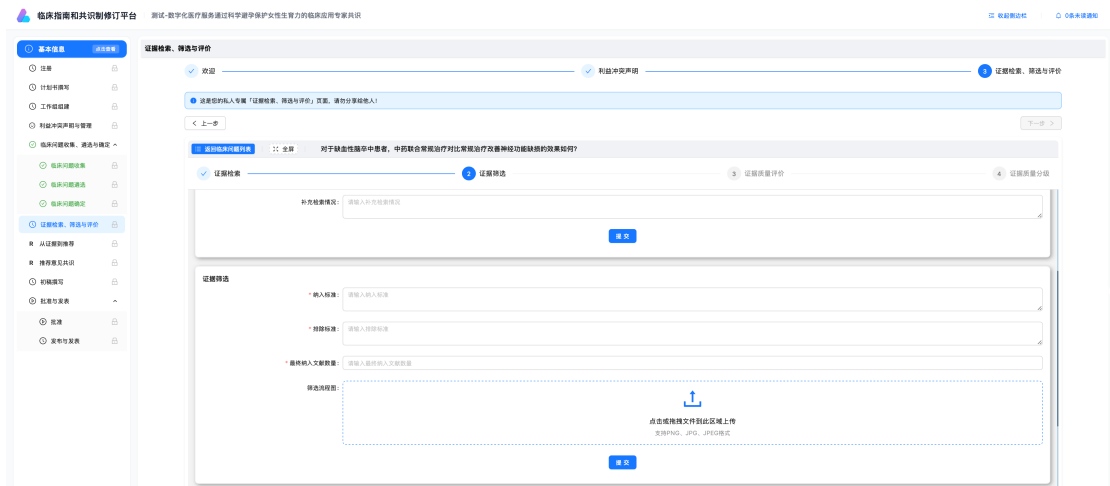 临床指南和共识制修订平台 测试-数字化医疗服务通过科学避孕保护女性生育力的临床应用专家共识 收起侧边栏 0条未读通知
基本信息 点击查看
注册
计划书撰写
工作组组建
利益冲突声明与管理
临床问题收集、遴选与确定
临床问题收集
临床问题遴选
临床问题确定
证据检索、筛选与评价
R 从证据到推荐
R 推荐意见共识
初稿撰写
批准与发表
批准
发布与发表
证据检索、筛选与评价
欢迎 利益冲突声明 3 证据检索、筛选与评价
这是您的私人专属「证据检索、筛选与评价」页面，请勿分享给他人！
< 上一步 下一步 >
返回临床问题列表 全屏 对于缺血性脑卒中患者，中药联合常规治疗对比常规治疗改善神经功能缺损的效果如何？
证据检索 2 证据筛选 3 证据质量评价 4 证据质量分级
补充检索情况： 请输入补充检索情况
提 交
证据筛选
* 纳入标准： 请输入纳入标准
* 排除标准： 请输入排除标准
* 最终纳入文献数量： 请输入最终纳入文献数量
筛选流程图：
点击或拖拽文件到此区域上传
支持PNG、JPG、JPEG格式
提 交